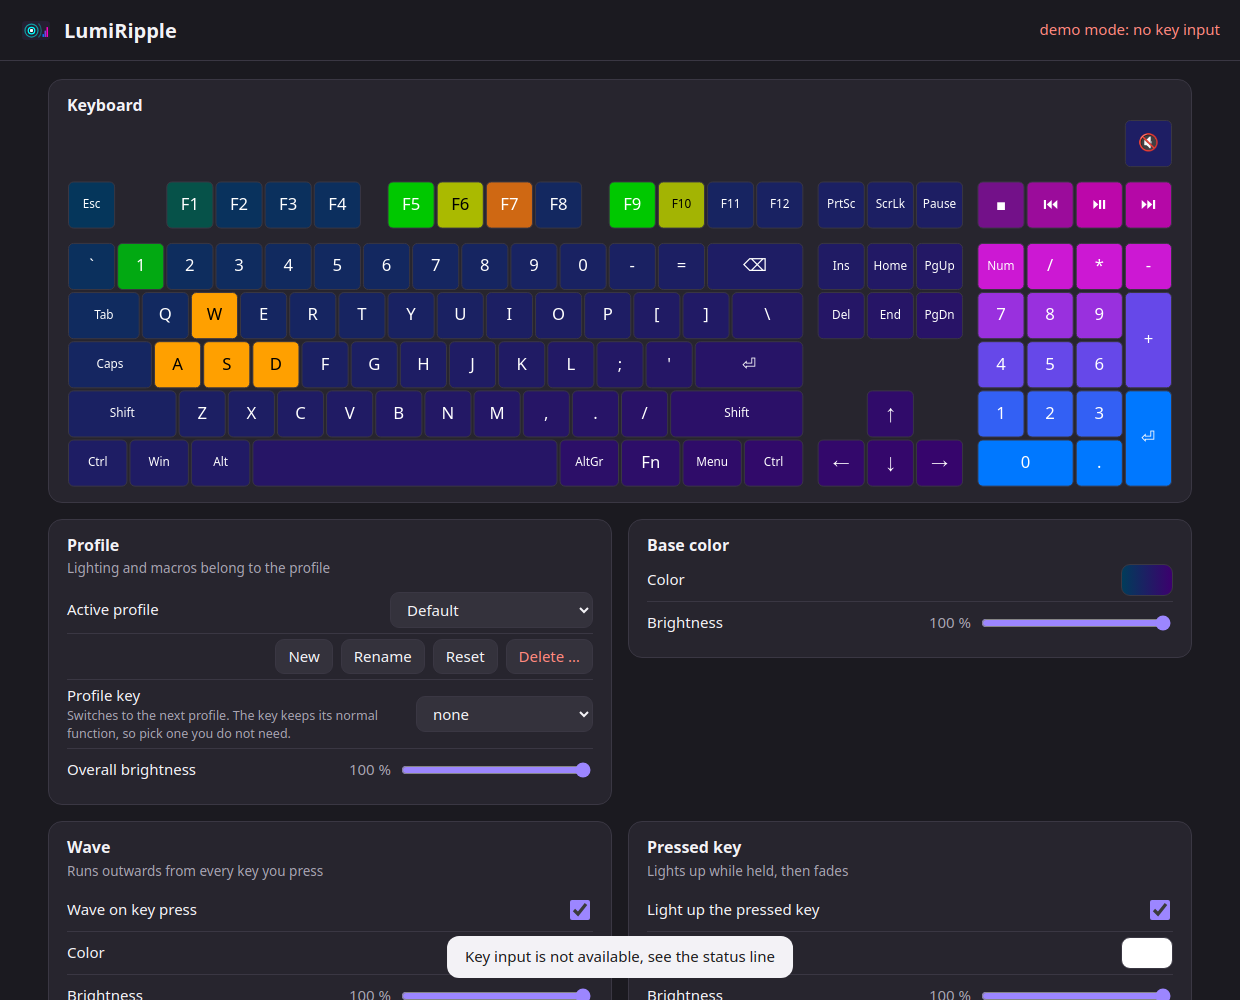 LumiRipple
demo mode: no key input
Keyboard
Esc F1 F2 F3 F4 F5 F6 F7 F8 F9 F10 F11 F12 PrtSc ScrLk Pause ■ ⏮ ⏯ ⏭
` 1 2 3 4 5 6 7 8 9 0 - = ⌫ Ins Home PgUp Num / * -
Tab Q W E R T Y U I O P [ ] \ Del End PgDn 7 8 9 +
Caps A S D F G H J K L ; ' ⏎ 4 5 6
Shift Z X C V B N M , . / Shift ↑ 1 2 3 ⏎
Ctrl Win Alt AltGr Fn Menu Ctrl ← ↓ → 0 .
Profile
Lighting and macros belong to the profile
Active profile Default
New Rename Reset Delete ...
Profile key none
Switches to the next profile. The key keeps its normal
function, so pick one you do not need.
Overall brightness 100 %
Base color
Color
Brightness 100 %
Wave
Runs outwards from every key you press
Wave on key press
Color
Brightness 100 %
Pressed key
Lights up while held, then fades
Light up the pressed key
Brightness 100 %
Key input is not available, see the status line